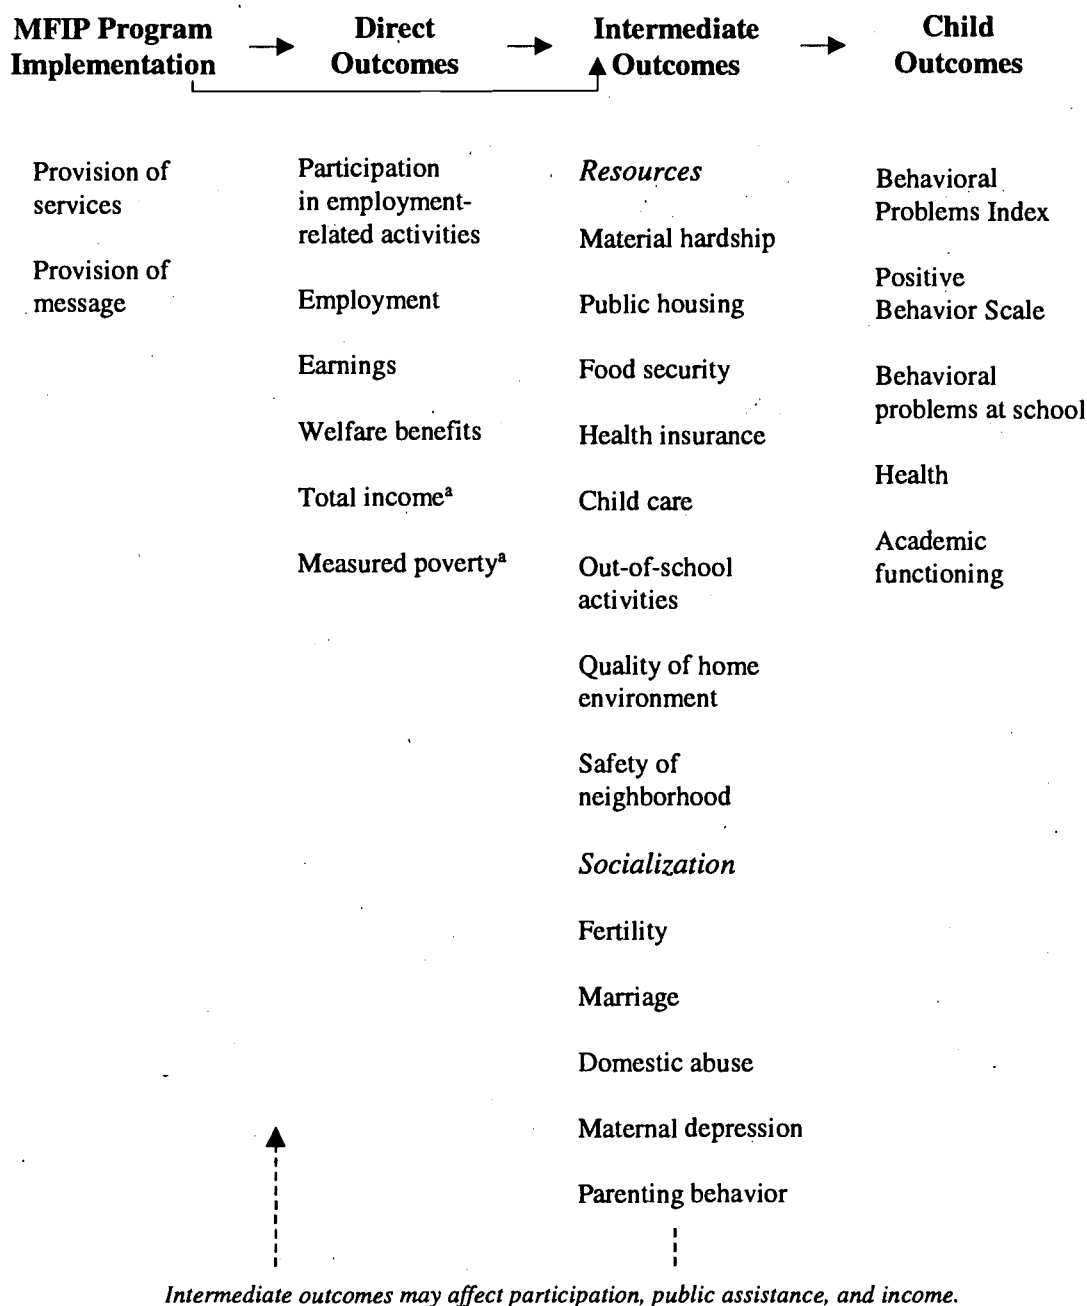 MFIP Program
Implementation
Direct
Outcomes
Intermediate
Outcomes
Child
Outcomes
Provision of
services
Provision of
message
Participation
in employment-
related activities
Employment
Earnings
Welfare benefits
Total incomeᵃ
Measured povertyᵃ
Resources
Material hardship
Public housing
Food security
Health insurance
Child care
Out-of-school
activities
Quality of home
environment
Safety of
neighborhood
Socialization
Fertility
Marriage
Domestic abuse
Maternal depression
Parenting behavior
Behavioral
Problems Index
Positive
Behavior Scale
Behavioral
problems at school
Health
Academic
functioning
Intermediate outcomes may affect participation, public assistance, and income.